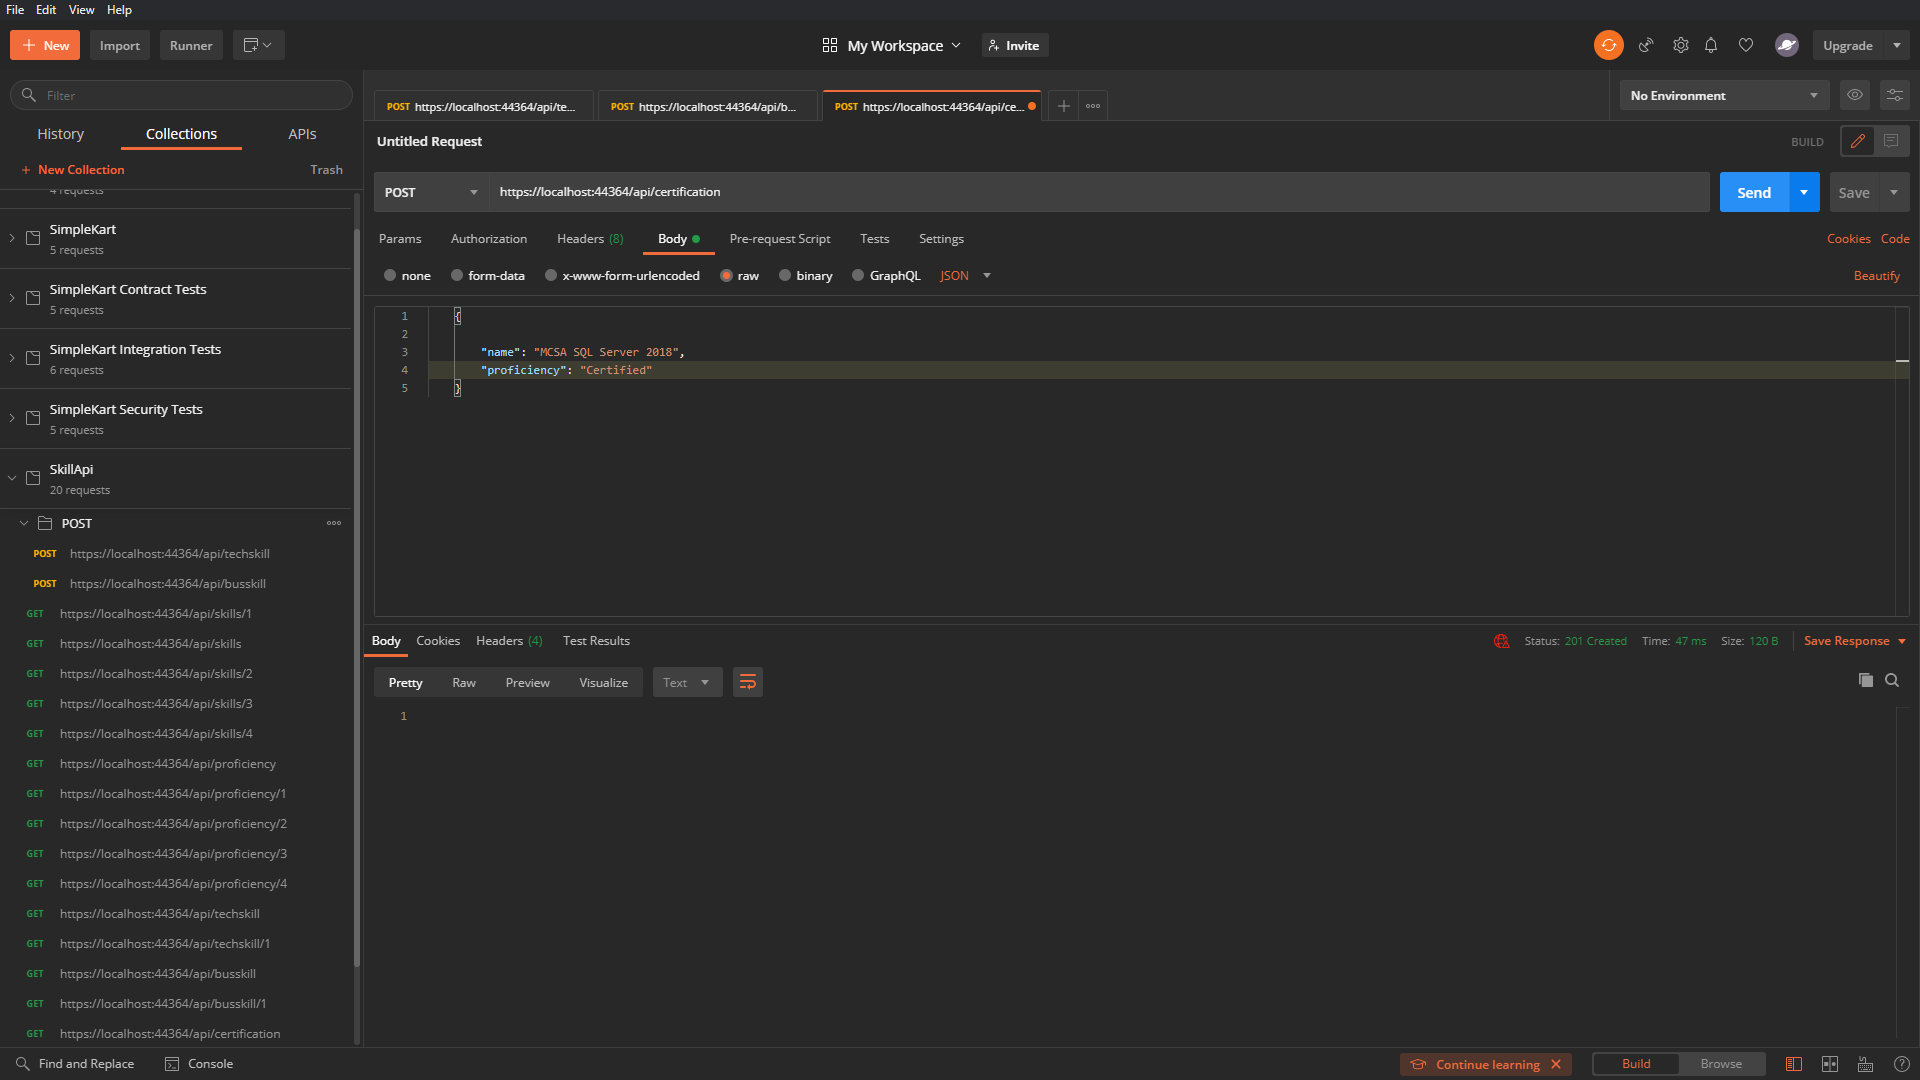 File Edit View Help
New Import Runner My Workspace Invite Upgrade
Filter
History Collections APIs
+ New Collection Trash
4 requests
SimpleKart
5 requests
SimpleKart Contract Tests
5 requests
SimpleKart Integration Tests
6 requests
SimpleKart Security Tests
5 requests
SkillApi
20 requests
POST
POST https://localhost:44364/api/techskill
POST https://localhost:44364/api/busskill
GET https://localhost:44364/api/skills/1
GET https://localhost:44364/api/skills
GET https://localhost:44364/api/skills/2
GET https://localhost:44364/api/skills/3
GET https://localhost:44364/api/skills/4
GET https://localhost:44364/api/proficiency
GET https://localhost:44364/api/proficiency/1
GET https://localhost:44364/api/proficiency/2
GET https://localhost:44364/api/proficiency/3
GET https://localhost:44364/api/proficiency/4
GET https://localhost:44364/api/techskill
GET https://localhost:44364/api/techskill/1
GET https://localhost:44364/api/busskill
GET https://localhost:44364/api/busskill/1
GET https://localhost:44364/api/certification
POST https://localhost:44364/api/te... POST https://localhost:44364/api/b... POST https://localhost:44364/api/ce... No Environment
Untitled Request BUILD
POST https://localhost:44364/api/certification Send Save
Params Authorization Headers (8) Body Pre-request Script Tests Settings Cookies Code
none form-data x-www-form-urlencoded raw binary GraphQL JSON Beautify
1 {
2
3 "name": "MCSA SQL Server 2018",
4 "proficiency": "Certified"
5 }
Body Cookies Headers (4) Test Results Status: 201 Created Time: 47 ms Size: 120 B Save Response
Pretty Raw Preview Visualize Text
1
Find and Replace Console Continue learning Build Browse